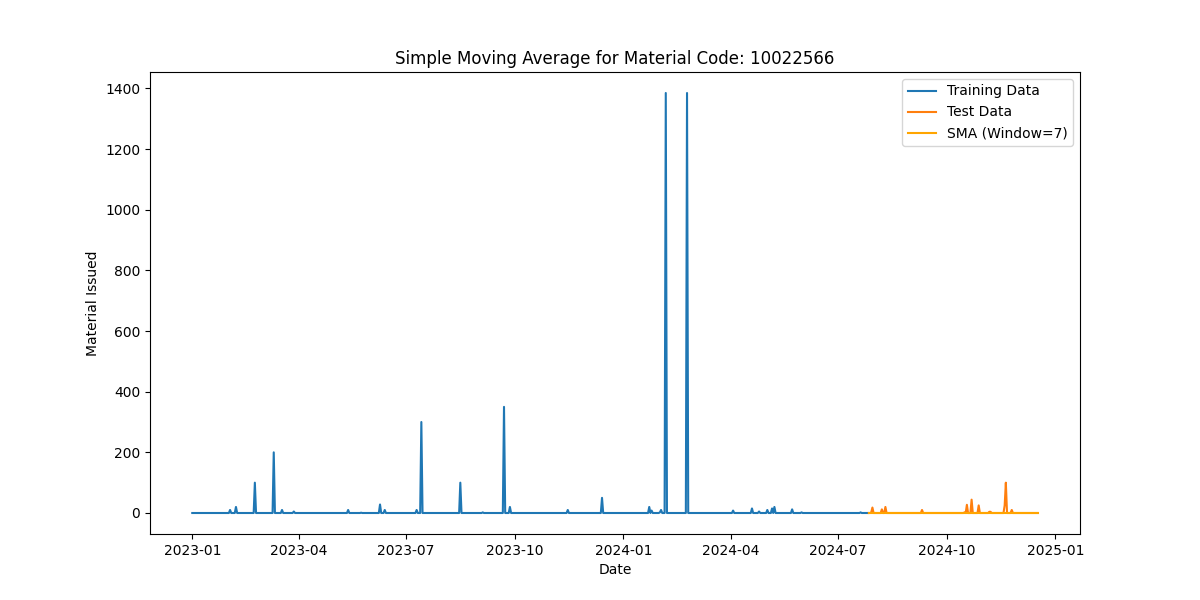 Simple Moving Average for Material Code: 10022566
Training Data
Test Data
SMA (Window=7)
Material Issued
1400
1200
1000
800
600
400
200
0
2023-01 2023-04 2023-07 2023-10 2024-01 2024-04 2024-07 2024-10 2025-01
Date